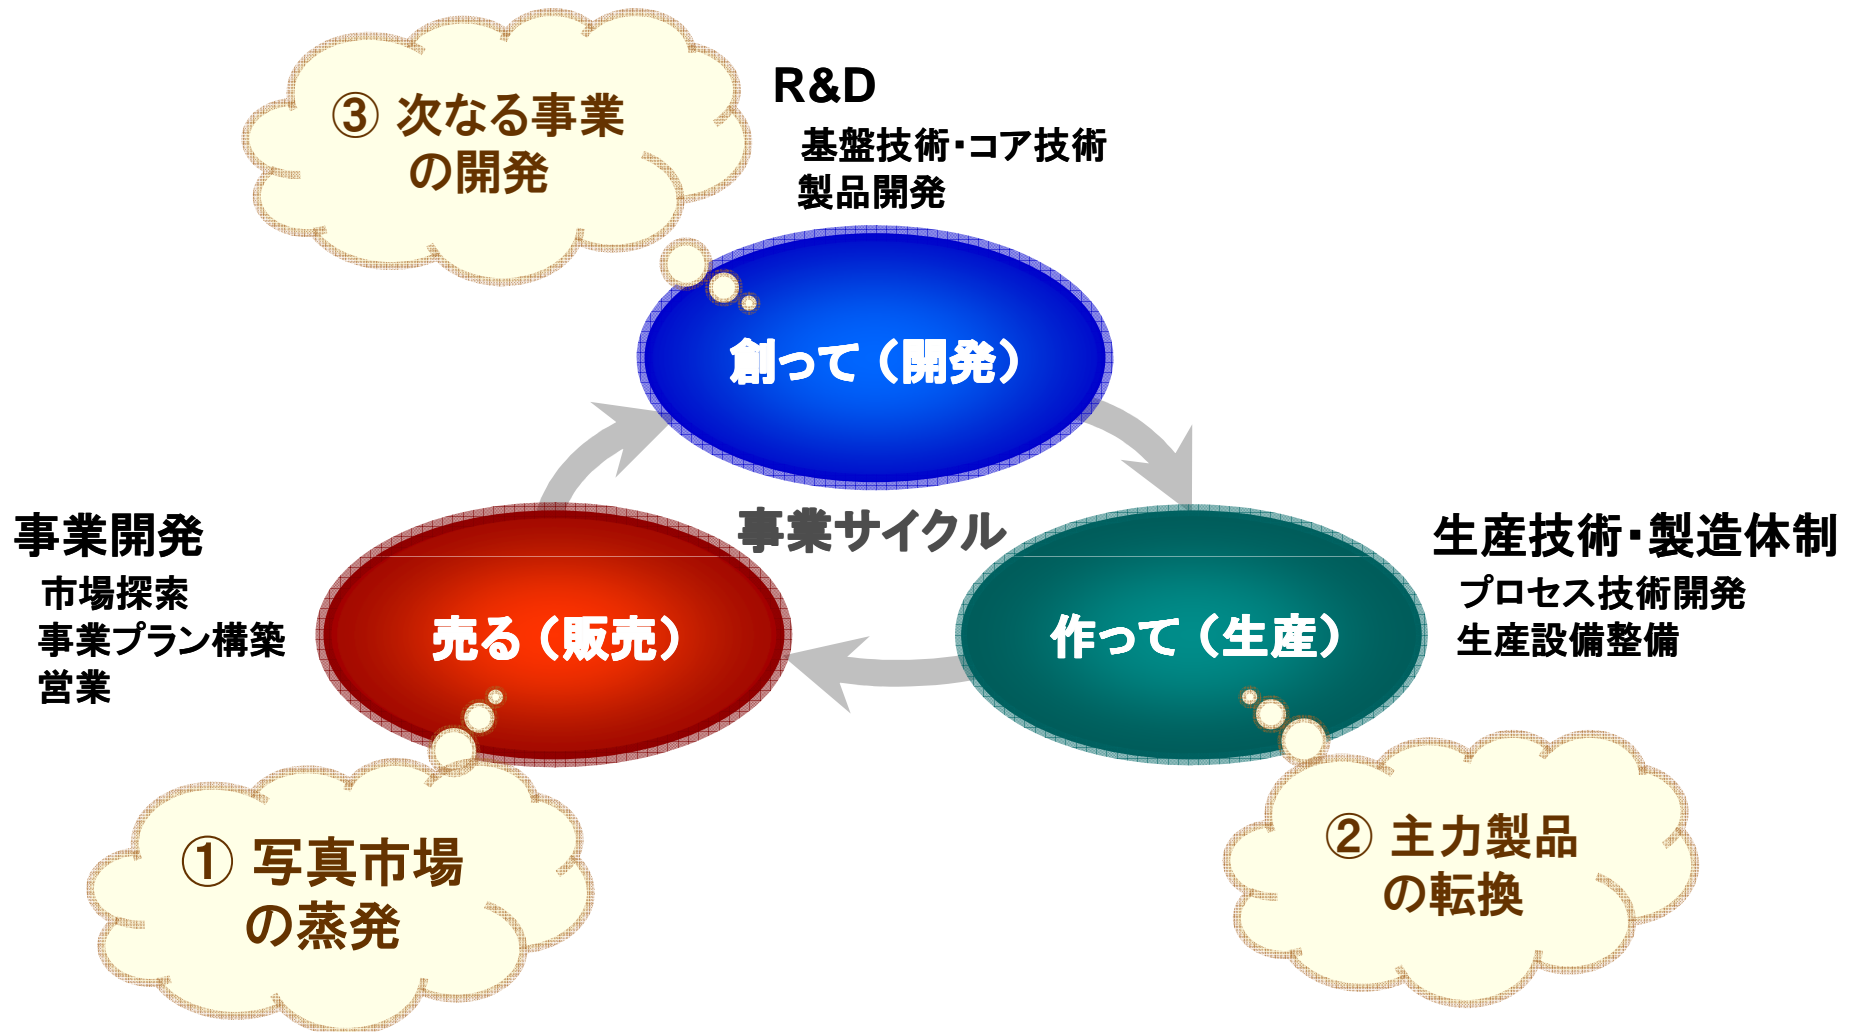 ③ 次なる事業
の開発
R&D
基盤技術・コア技術
製品開発
創って（開発）
事業サイクル
事業開発
市場探索
事業プラン構築
営業
売る（販売）
作って（生産）
生産技術・製造体制
プロセス技術開発
生産設備整備
① 写真市場
の蒸発
② 主力製品
の転換